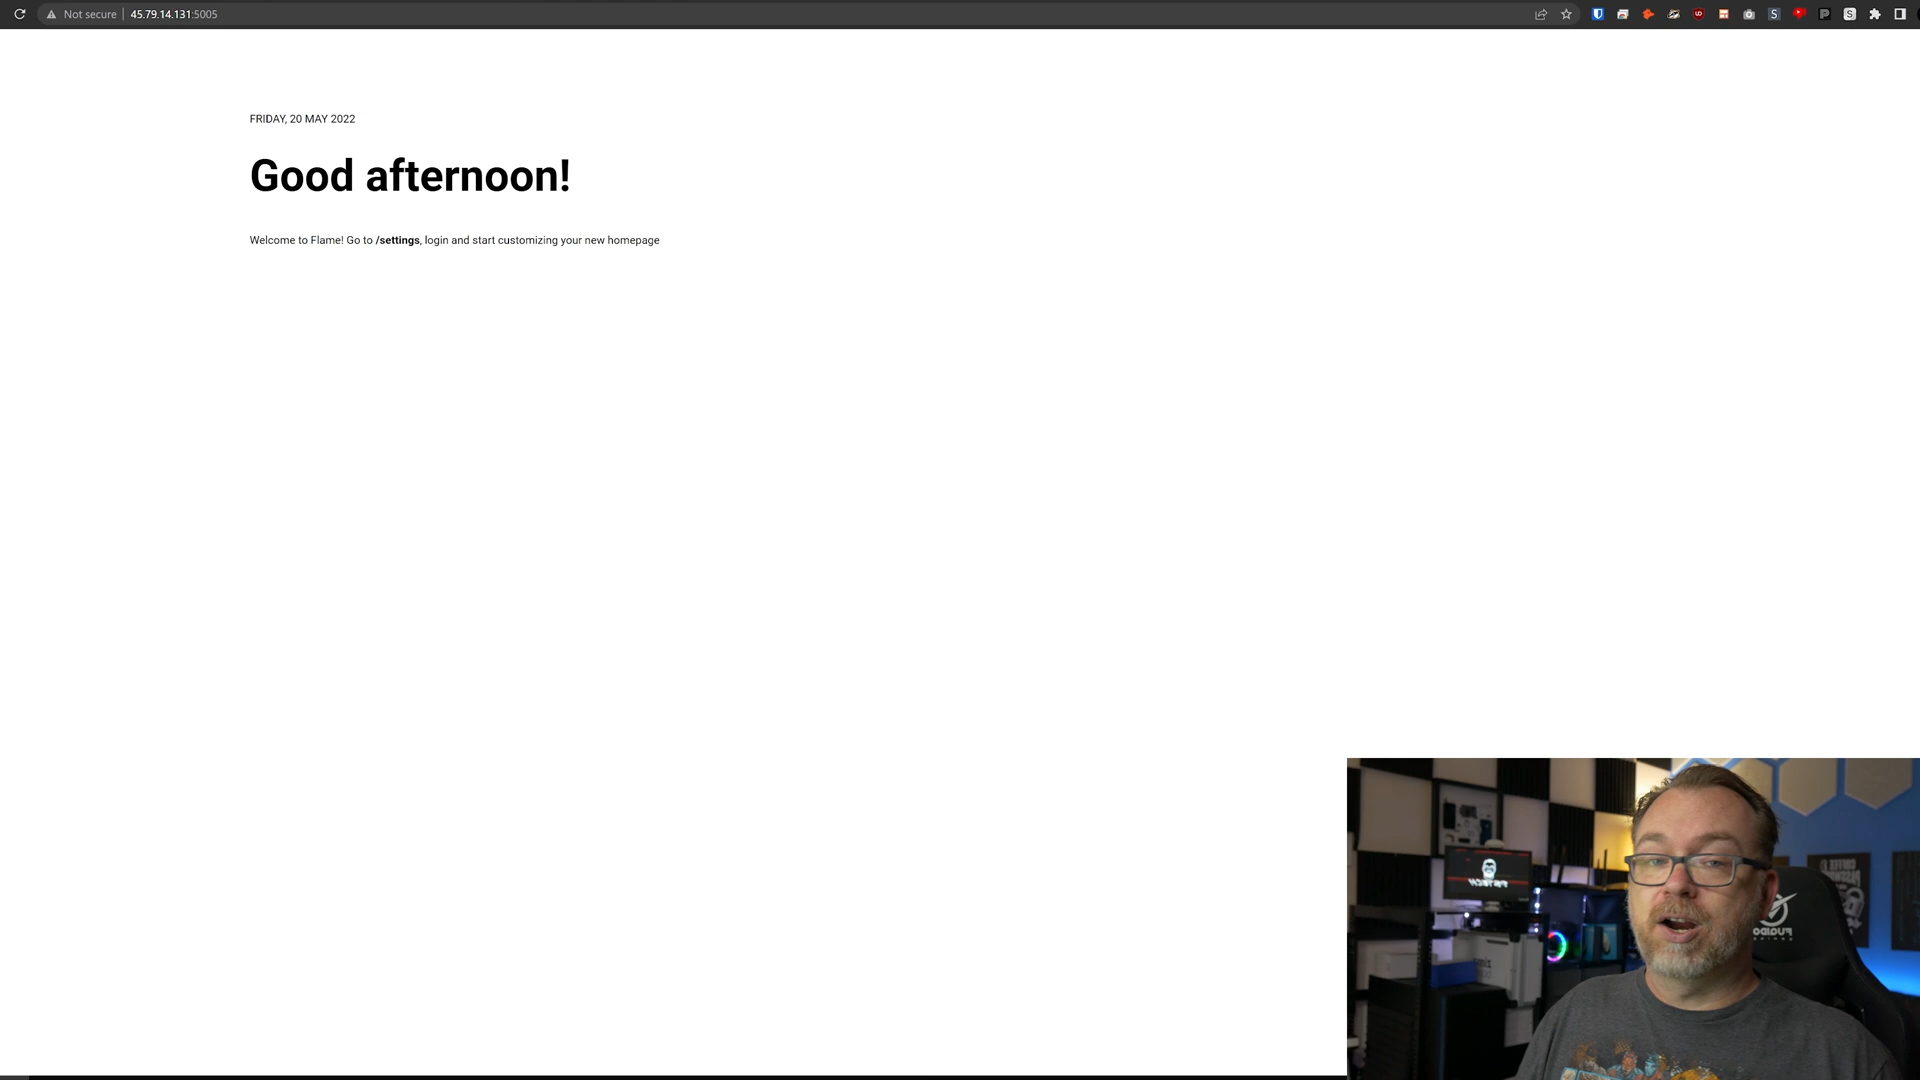 Not secure
45.79.14.131:5005
FRIDAY, 20 MAY 2022
Good afternoon!
Welcome to Flame! Go to /settings, login and start customizing your new homepage